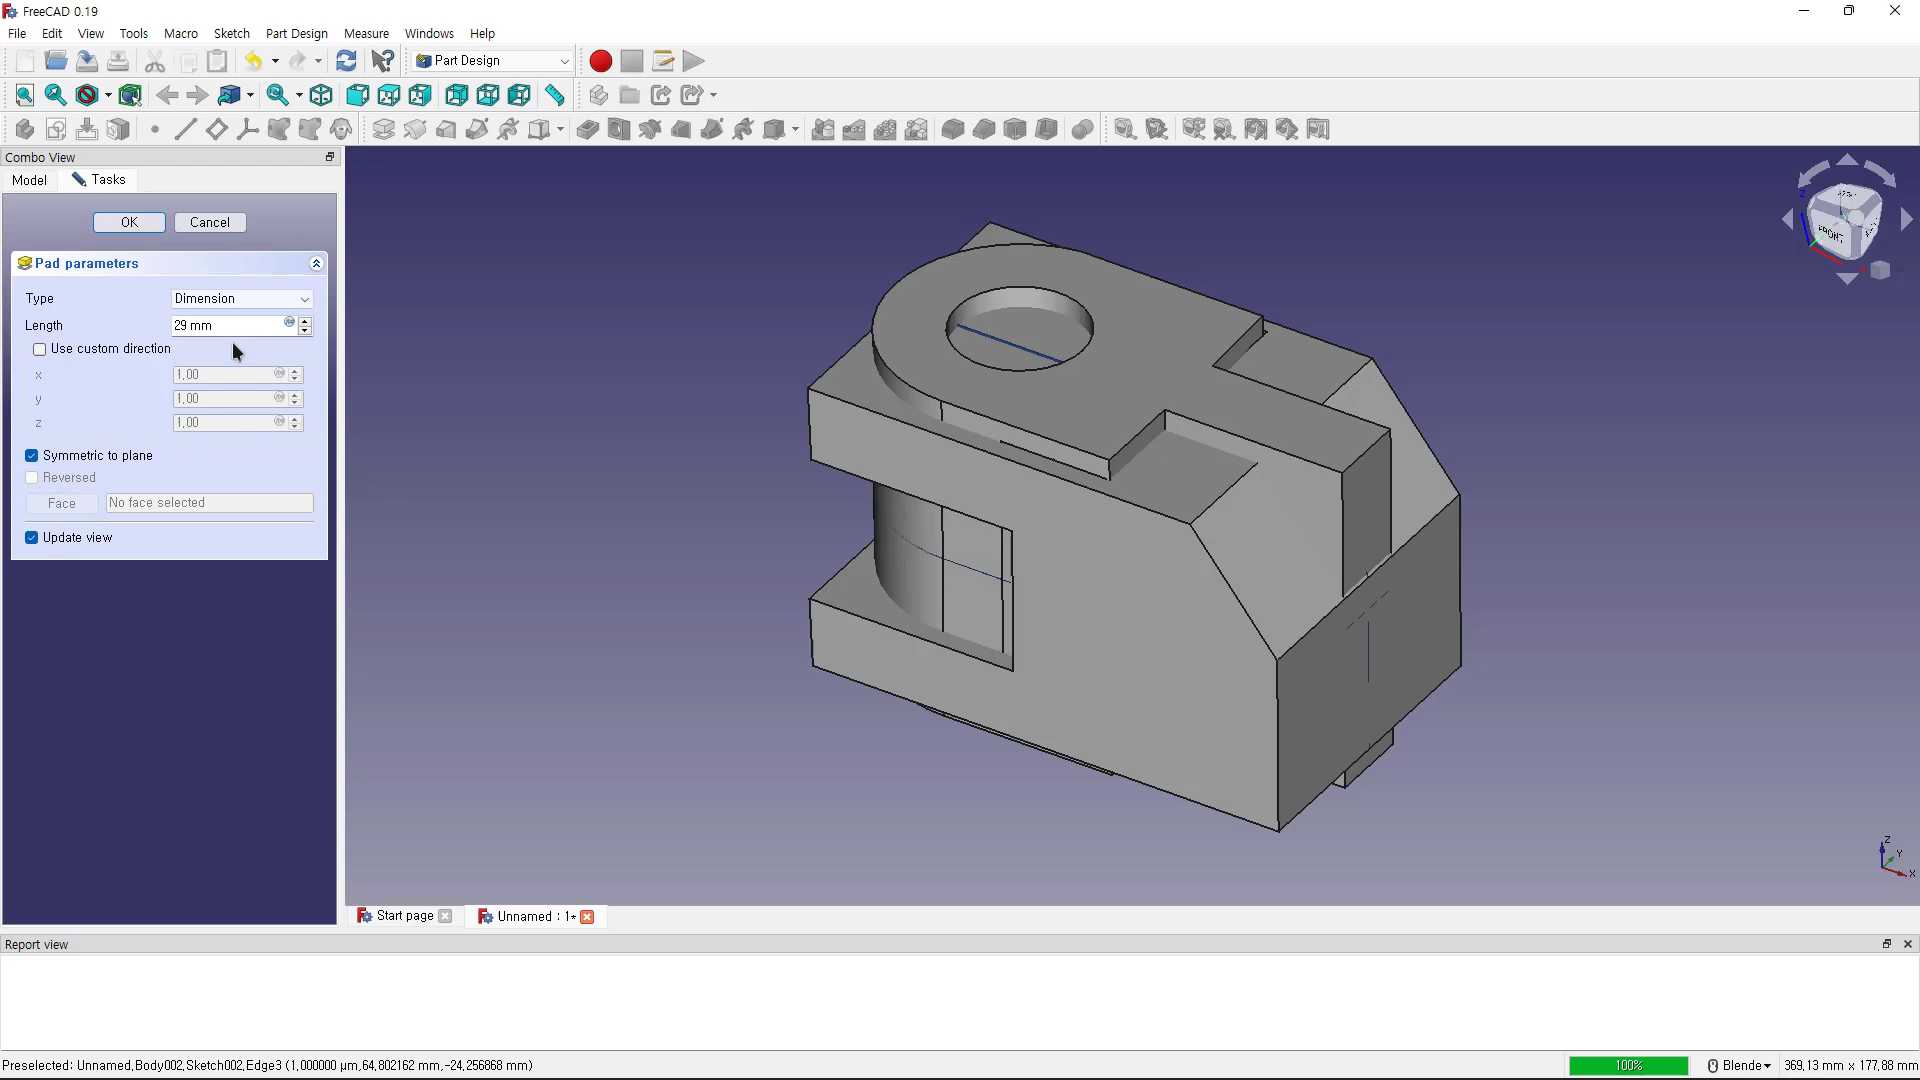 FreeCAD 0.19
File Edit View Tools Macro Sketch Part Design Measure Windows Help
Part Design
Combo View
Model Tasks
OK Cancel
Pad parameters
Type Dimension
Length 29 mm
Use custom direction
x 1,00
y 1,00
z 1,00
Symmetric to plane
Reversed
Face No face selected
Update view
FRONT
Z
Z
Y
X
Start page Unnamed : 1*
Report view
Preselected: Unnamed,Body002,Sketch002,Edge3 (1,000000 µm,64,802162 mm,-24,256868 mm)
100% Blende 369,13 mm x 177,88 mm